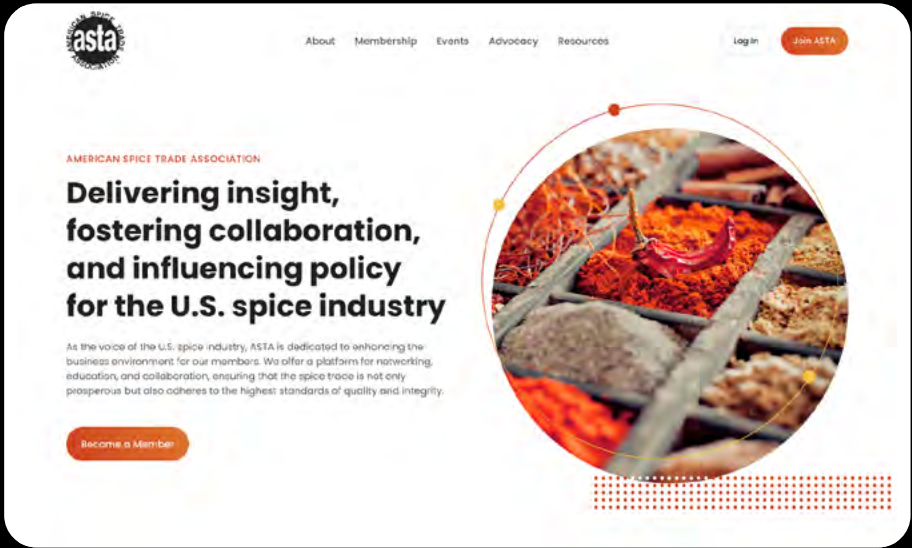 AMERICAN SPICE TRADE
asta
ASSOCIATION
About Membership Events Advocacy Resources
Log In
Join ASTA
AMERICAN SPICE TRADE ASSOCIATION
Delivering insight,
fostering collaboration,
and influencing policy
for the U.S. spice industry
As the voice of the U.S. spice industry, ASTA is dedicated to enhancing the
business environment for our members. We offer a platform for networking,
education, and collaboration, ensuring that the spice trade is not only
prosperous but also adheres to the highest standards of quality and integrity.
Become a Member